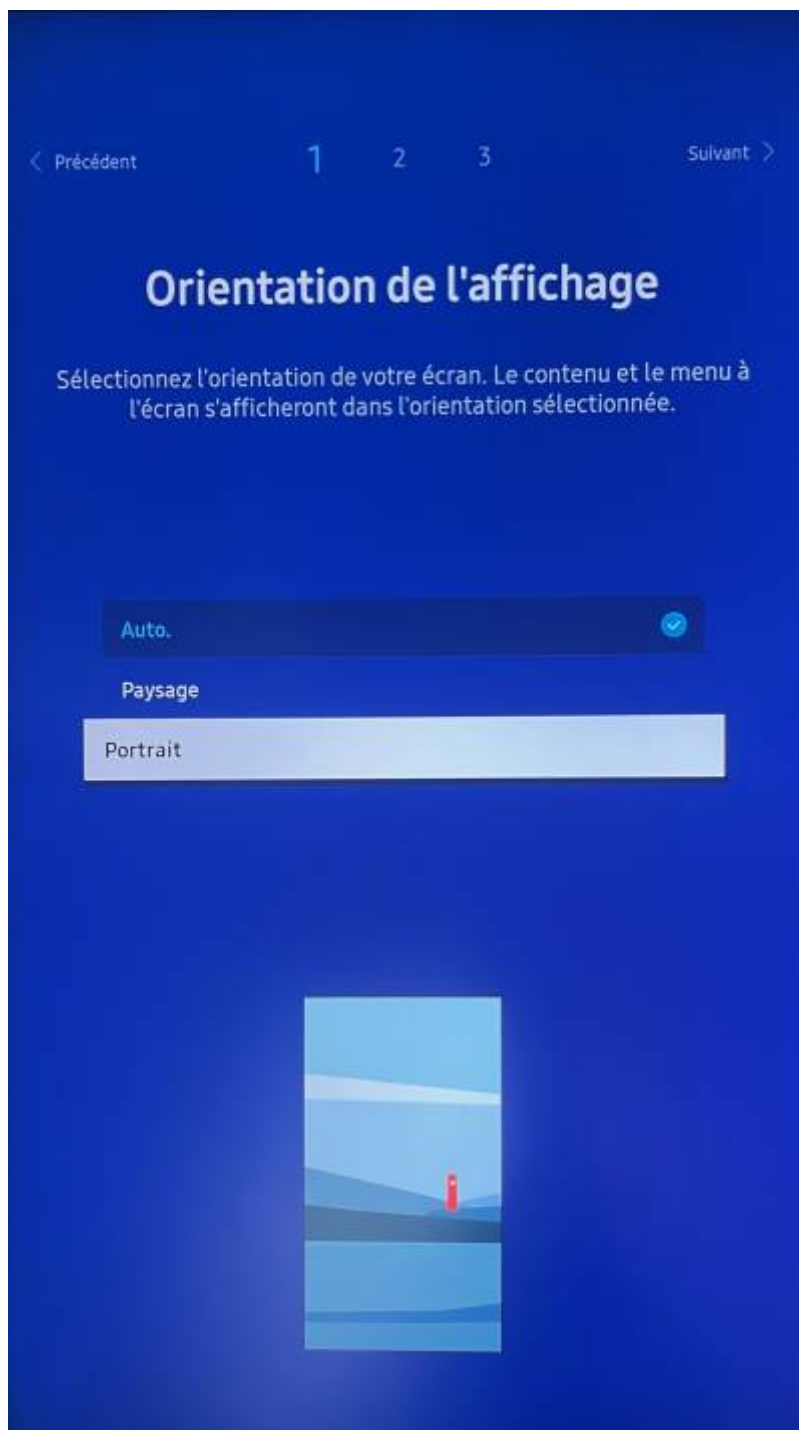 < Précédent 1 2 3 Suivant >
Orientation de l'affichage
Sélectionnez l'orientation de votre écran. Le contenu et le menu à
l'écran s'afficheront dans l'orientation sélectionnée.
Auto.
Paysage
Portrait